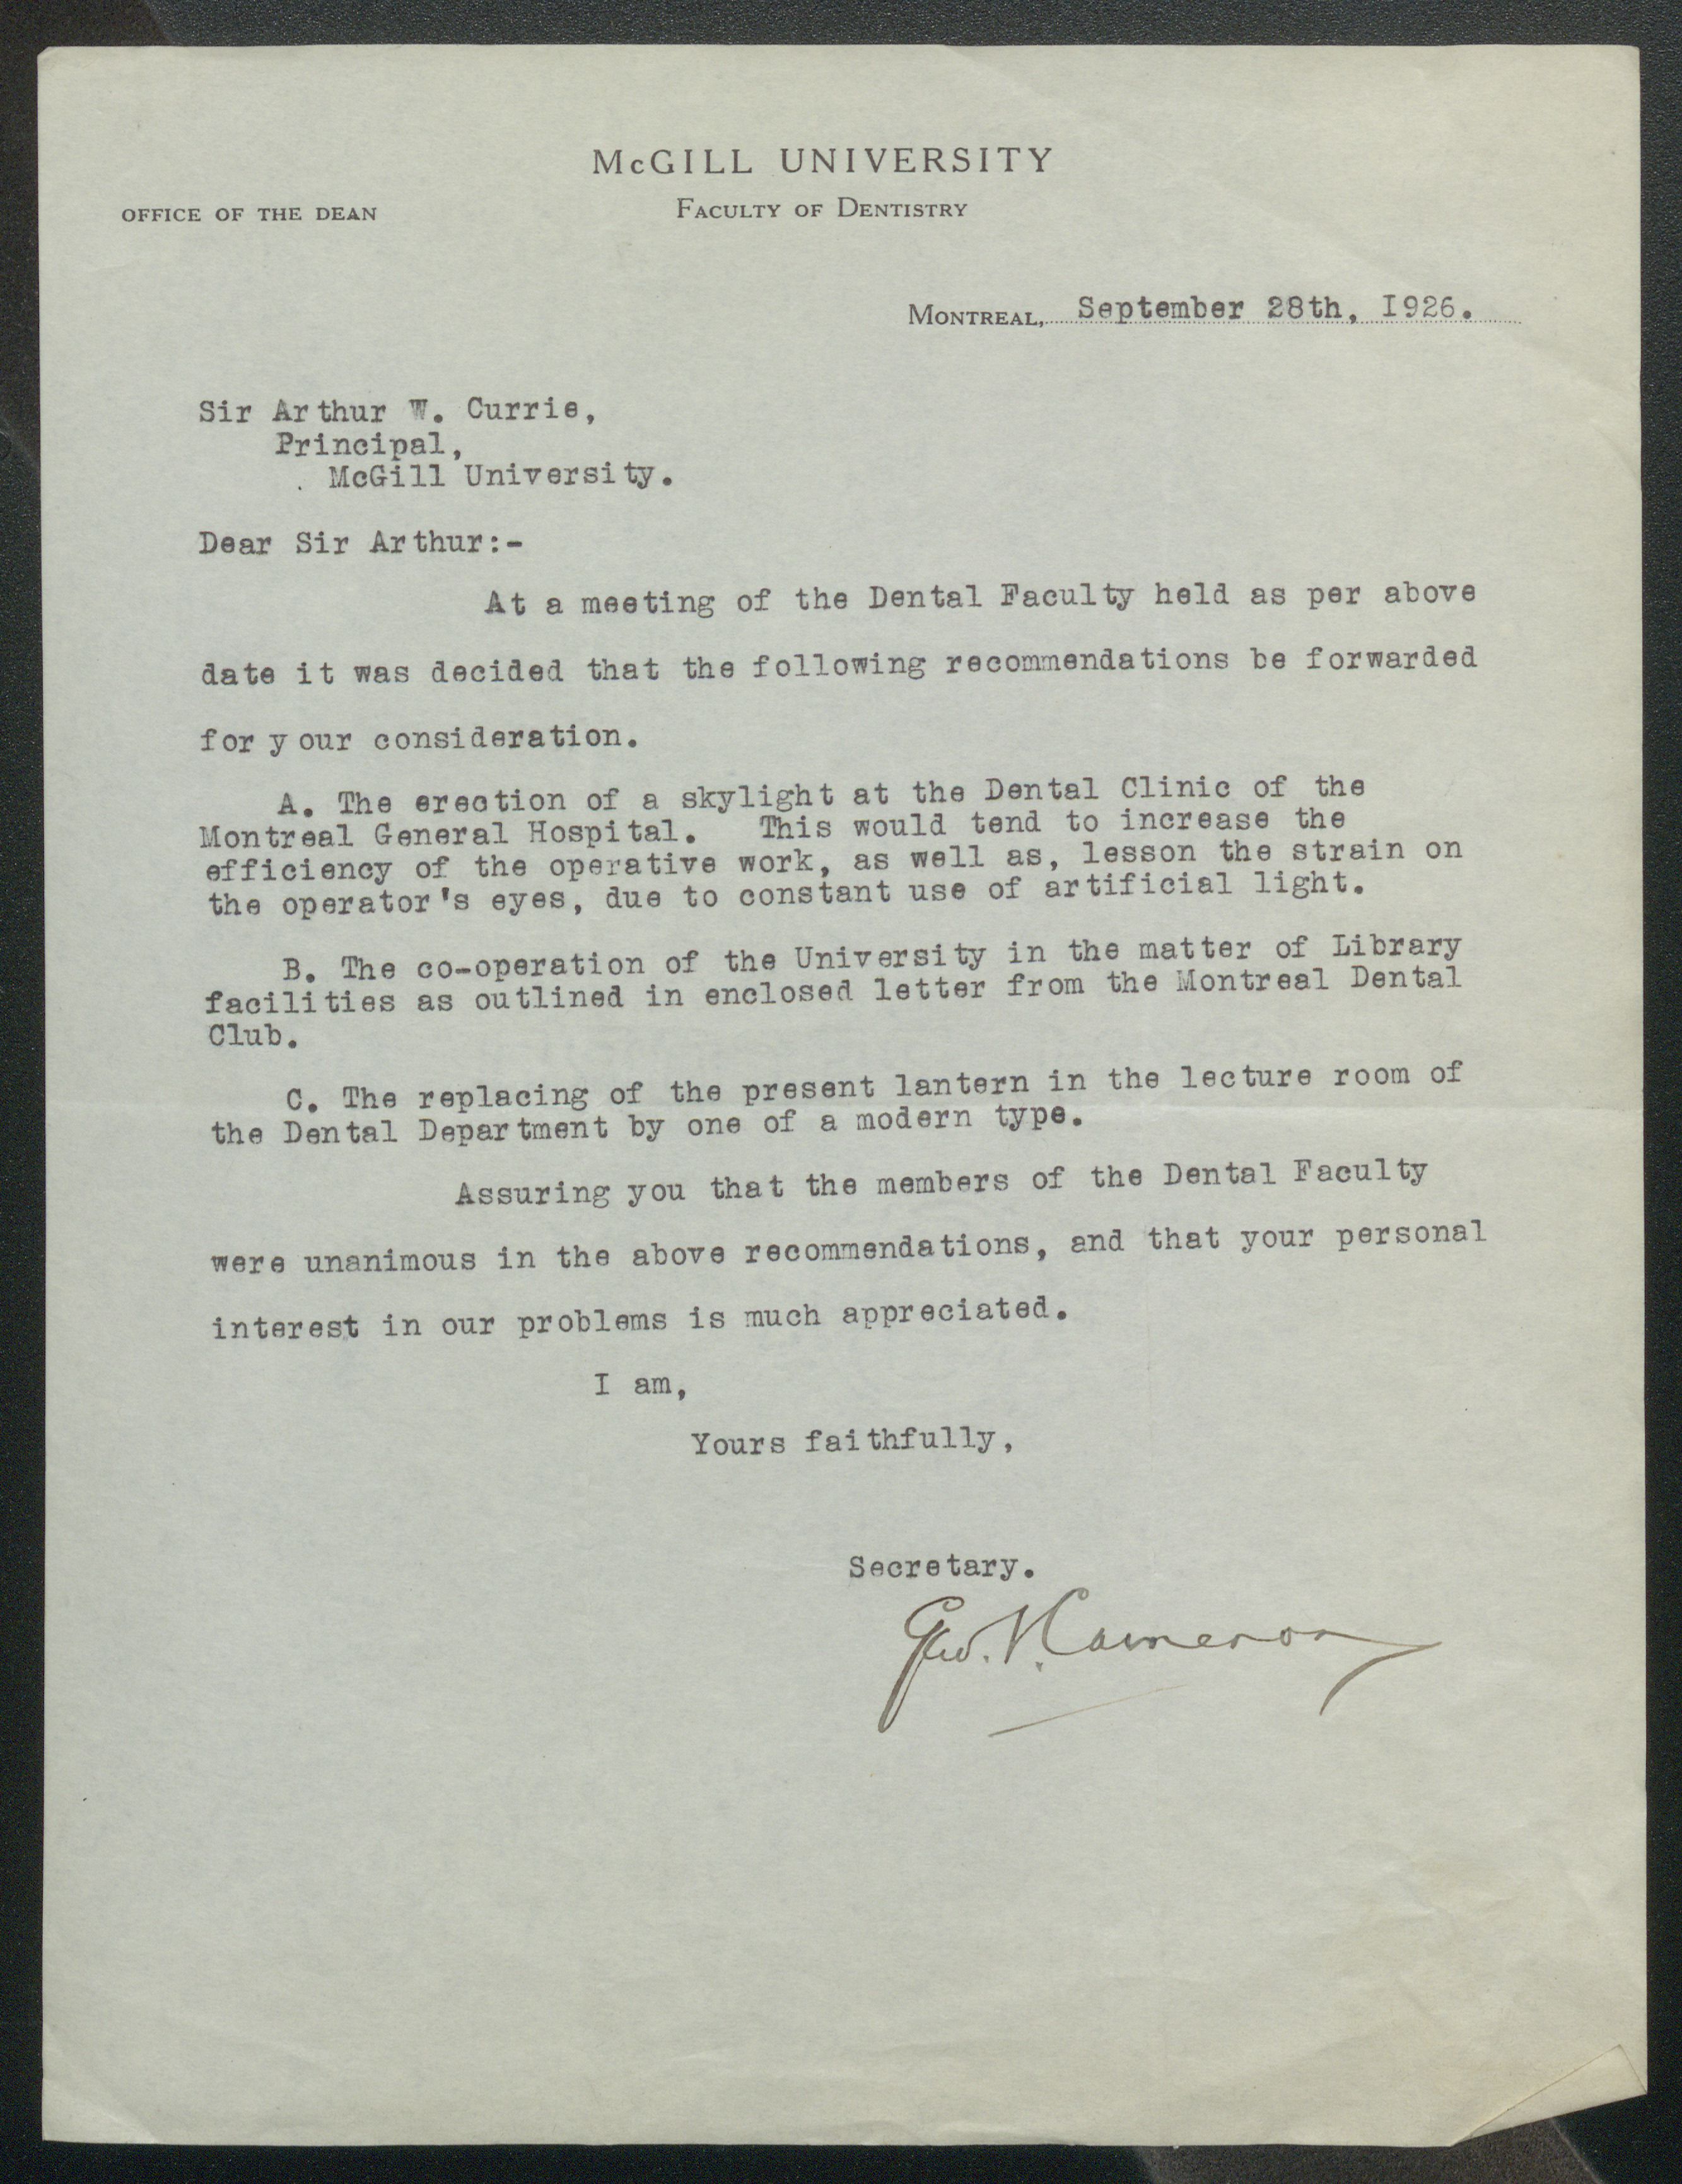 McGILL UNIVERSITY
OFFICE OF THE DEAN
FACULTY OF DENTISTRY
MONTREAL, September 28th, I926.
Sir Arthur W. Currie,
Principal,
McGill University.
Dear Sir Arthur:-
At a meeting of the Dental Faculty held as per above
date it was decided that the following recommendations be forwarded
for your consideration.
A. The erection of a skylight at the Dental Clinic of the
Montreal General Hospital. This would tend to increase the
efficiency of the operative work, as well as, lesson the strain on
the operator's eyes, due to constant use of artificial light.
B. The co-operation of the University in the matter of Library
facilities as outlined in enclosed letter from the Montreal Dental
Club.
C. The replacing of the present lantern in the lecture room of
the Dental Department by one of a modern type.
Assuring you that the members of the Dental Faculty
were unanimous in the above recommendations, and that your personal
interest in our problems is much appreciated.
I am,
Yours faithfully,
Secretary.
Geo. V. Cameron